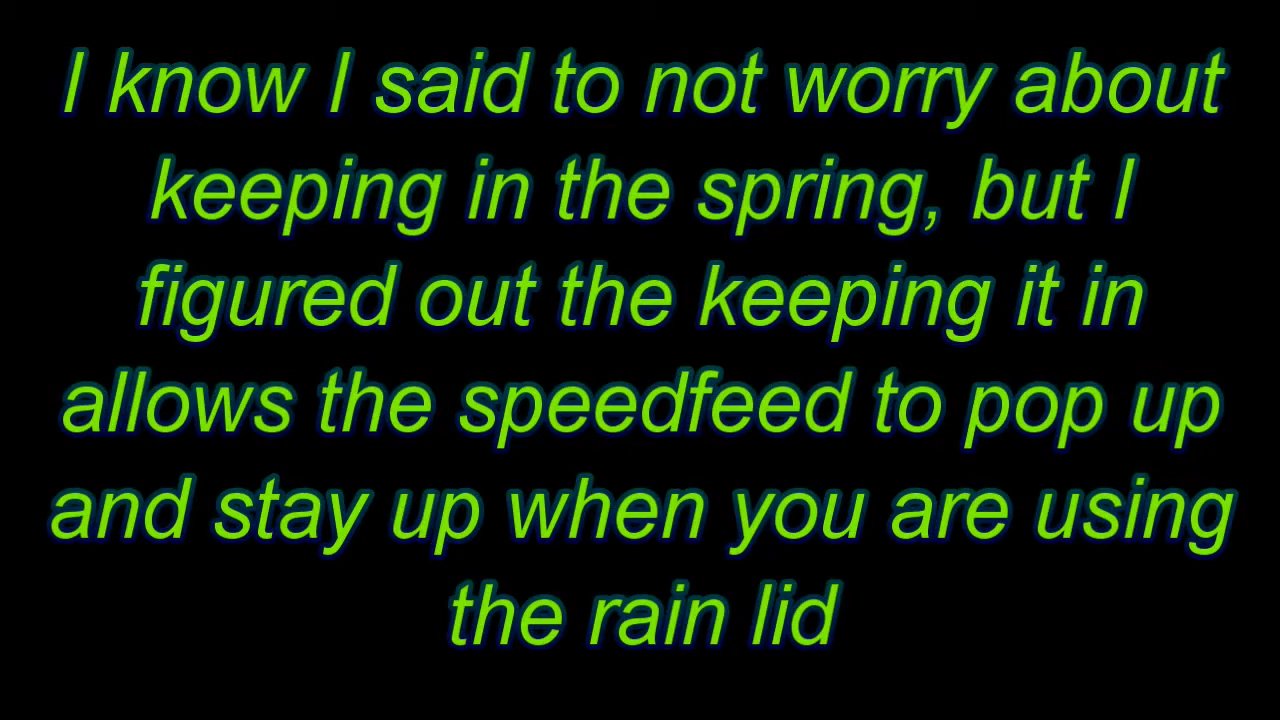 I know I said to not worry about
keeping in the spring, but I
figured out the keeping it in
allows the speedfeed to pop up
and stay up when you are using
the rain lid